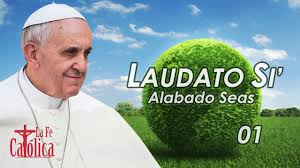 LAUDATO SI'
Alabado Seas
01
La Fe
Católica